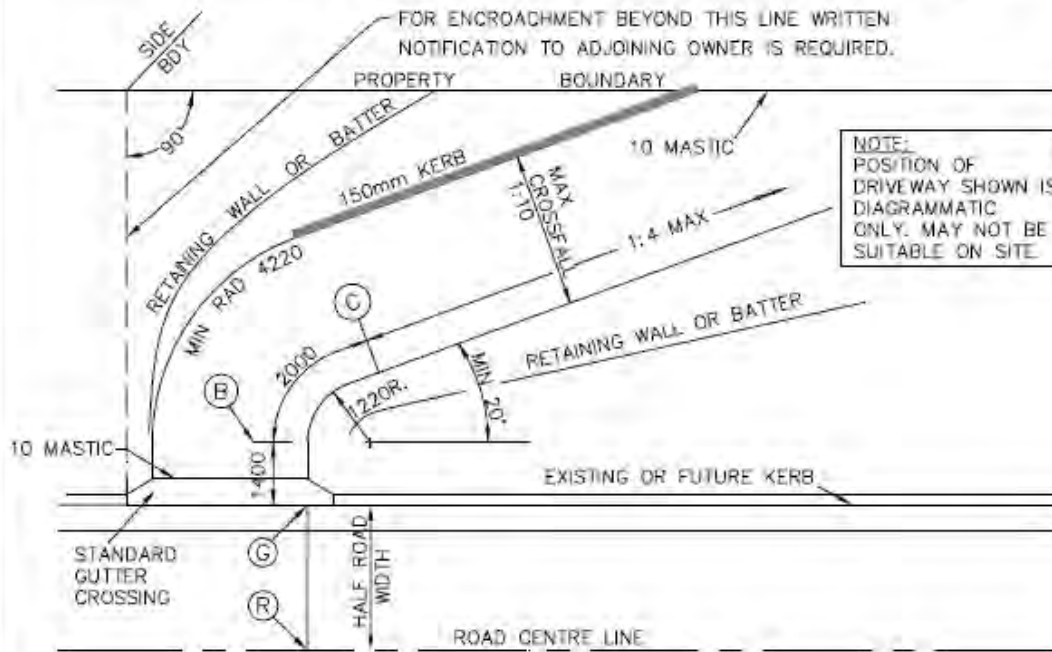 FOR ENCROACHMENT BEYOND THIS LINE WRITTEN
NOTIFICATION TO ADJOINING OWNER IS REQUIRED.
SIDE
BDY
PROPERTY BOUNDARY
90°
RETAINING WALL OR BATTER
150mm KERB
10 MASTIC
MAX
CROSSFALL
1:10
NOTE:
POSITION OF
DRIVEWAY SHOWN IS
DIAGRAMMATIC
ONLY. MAY NOT BE
SUITABLE ON SITE
MIN RAD 4220
1:4 MAX
C
2000
RETAINING WALL OR BATTER
B
1220R.
MIN 20°
10 MASTIC
1400
EXISTING OR FUTURE KERB
STANDARD
GUTTER
CROSSING
G
HALF ROAD
WIDTH
R
ROAD CENTRE LINE